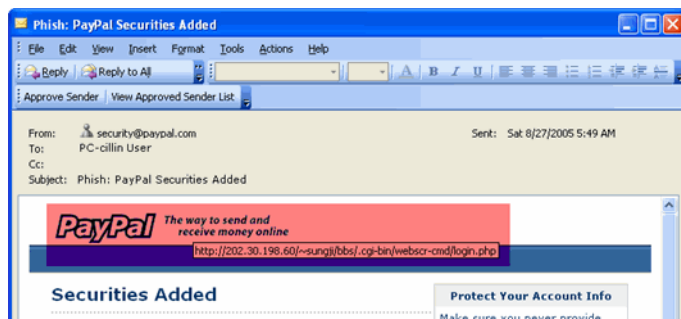 Phish: PayPal Securities Added
File Edit View Insert Format Tools Actions Help
Reply Reply to All A B I U
Approve Sender View Approved Sender List
From: security@paypal.com Sent: Sat 8/27/2005 5:49 AM
To: PC-cillin User
Cc:
Subject: Phish: PayPal Securities Added
PayPal The way to send and
receive money online
http://202.30.198.60/~sungji/bbs/.cgi-bin/webscr-cmd/login.php
Securities Added
Protect Your Account Info
Make sure you never provide